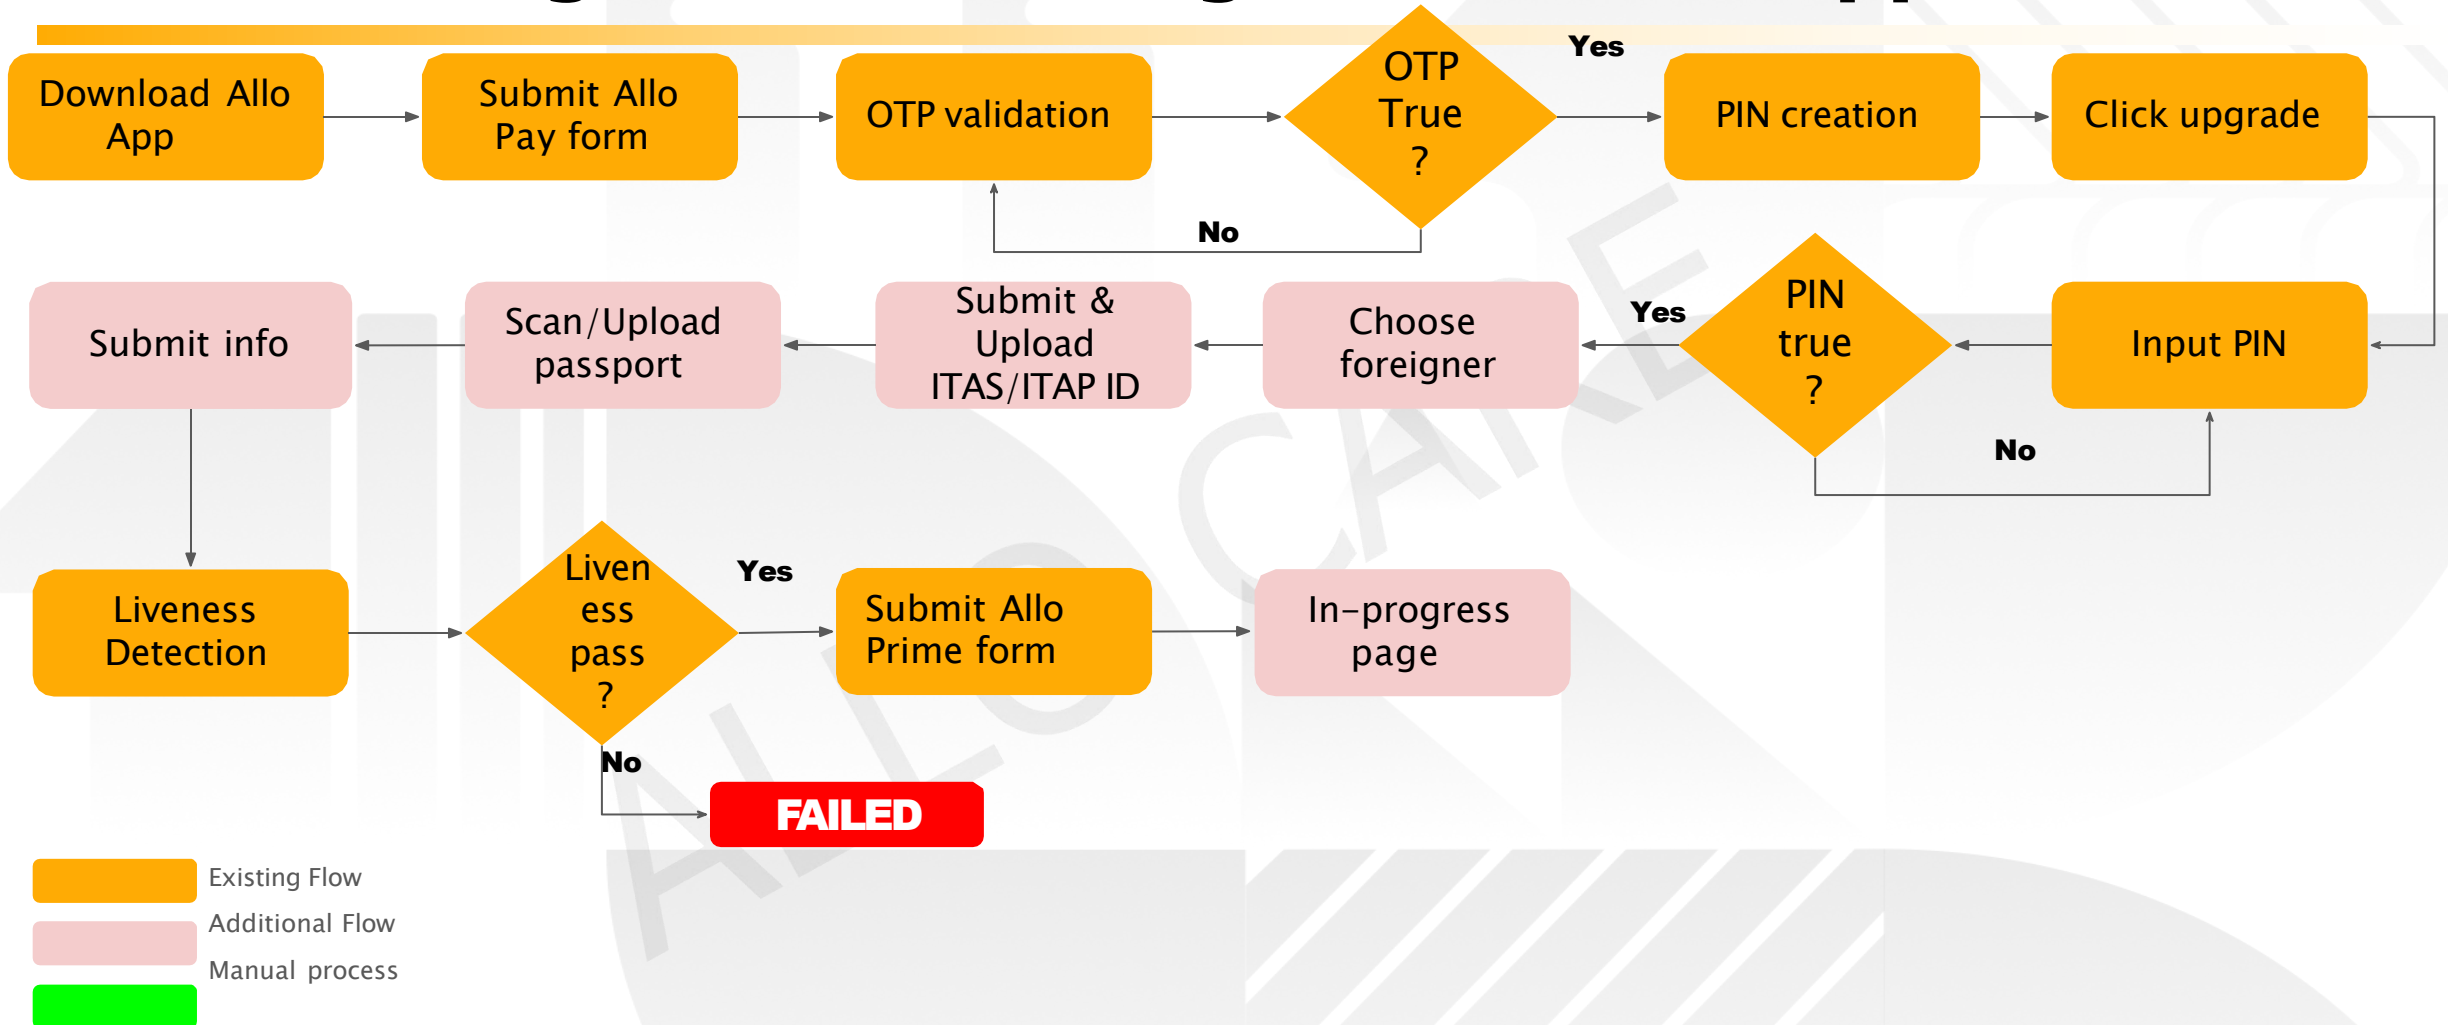 Download Allo
App
Submit Allo
Pay form
OTP validation
OTP
True
?
Yes
PIN creation
Click upgrade
No
Submit info
Scan/Upload
passport
Submit &
Upload
ITAS/ITAP ID
Choose
foreigner
Yes
PIN
true
?
Input PIN
No
Liveness
Detection
Liven
ess
pass
?
Yes
Submit Allo
Prime form
In-progress
page
No
FAILED
Existing Flow
Additional Flow
Manual process
ALLO CARE